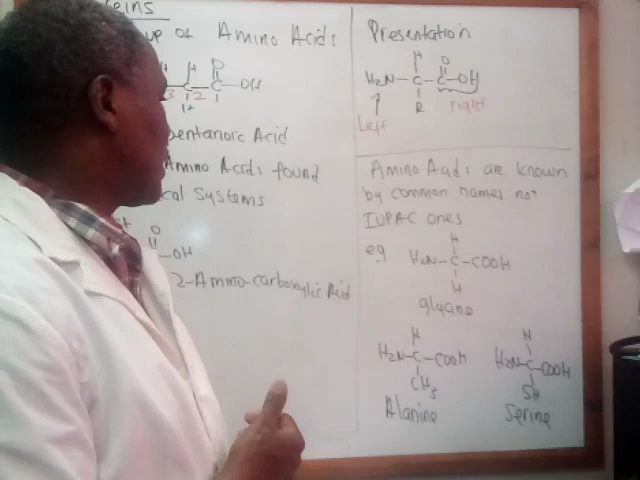 eins
up of Amino Acids
H O
C C OH
3 2
H
pentanoic Acid
Amino Acids found
cal Systems
O
OH
2-Amino-carboxylic Acid
Presentation
H O
H2N-C-C-OH
R
Left right
Amino Acids are known
by common names not
IUPAC ones
eg H
H2N-C-COOH
H
glycine
H
H2N-C-COOH
CH3
Alanine
H
H2N-C-COOH
SH
Serine